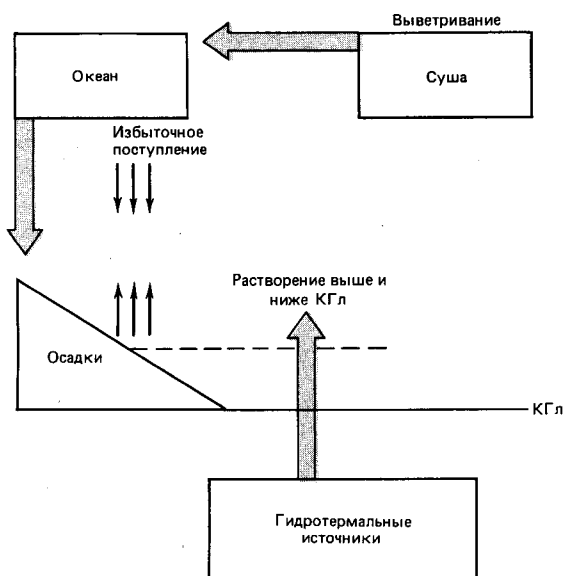 Выветривание
Океан
Суша
Избыточное
поступление
Растворение выше и
ниже КГл
Осадки
КГл
Гидротермальные
источники